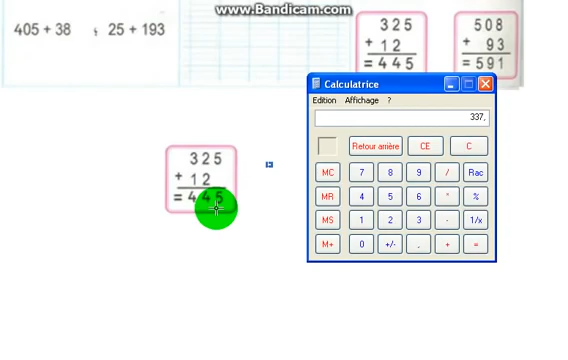 www.Bandicam.com
405 + 38 , 25 + 193
325
+ 12
= 445
508
+ 93
= 591
Calculatrice
Edition Affichage ?
337,
Retour arrière CE C
MC 7 8 9 / Rac
MR 4 5 6 * %
MS 1 2 3 - 1/x
M+ 0 +/- , + =
325
+ 12
= 445